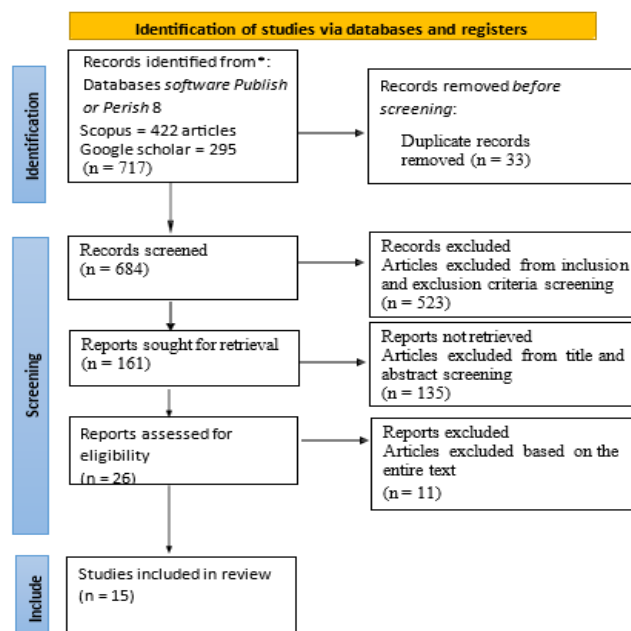 Identification of studies via databases and registers
Identification
Records identified from*:
Databases software Publish
or Perish 8
Scopus = 422 articles
Google scholar = 295
(n = 717)
Records removed before
screening:
Duplicate records
removed (n = 33)
Screening
Records screened
(n = 684)
Records excluded
Articles excluded from inclusion
and exclusion criteria screening
(n = 523)
Reports sought for retrieval
(n = 161)
Reports not retrieved
Articles excluded from title and
abstract screening
(n = 135)
Reports assessed for
eligibility
(n = 26)
Reports excluded
Articles excluded based on the
entire text
(n = 11)
Include
Studies included in review
(n = 15)